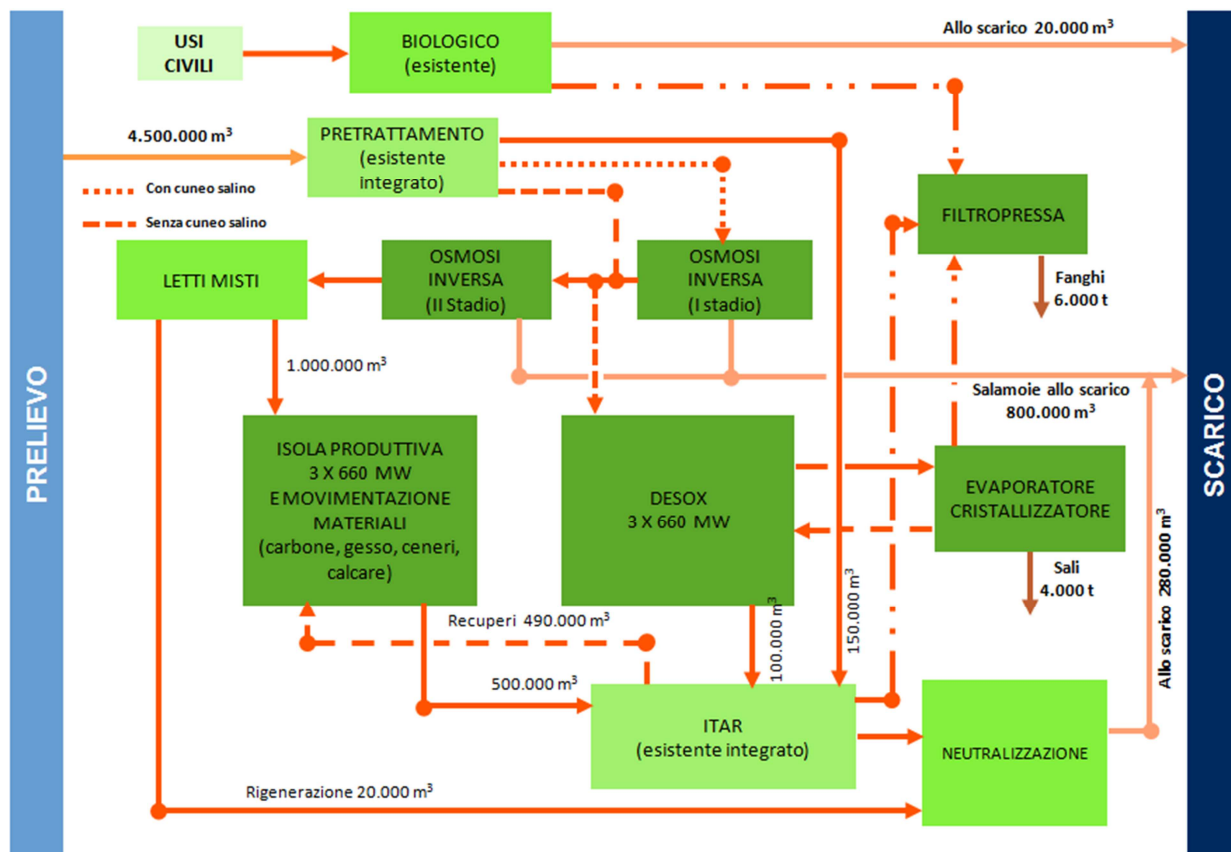 PRELIEVO
USI
CIVILI
BIOLOGICO
(esistente)
Allo scarico 20.000 m³
4.500.000 m³
PRETRATTAMENTO
(esistente
integrato)
Con cuneo salino
Senza cuneo salino
FILTROPRESSA
Fanghi
6.000 t
LETTI MISTI
OSMOSI
INVERSA
(II Stadio)
OSMOSI
INVERSA
(I stadio)
1.000.000 m³
Salamoie allo scarico
800.000 m³
ISOLA PRODUTTIVA
3 X 660 MW
E MOVIMENTAZIONE
MATERIALI
(carbone, gesso, ceneri,
calcare)
DESOX
3 X 660 MW
EVAPORATORE
CRISTALLIZZATORE
Sali
4.000 t
Recuperi 490.000 m³
100.000 m³
150.000 m³
Allo scarico 280.000 m³
500.000 m³
ITAR
(esistente integrato)
NEUTRALIZZAZIONE
Rigenerazione 20.000 m³
SCARICO